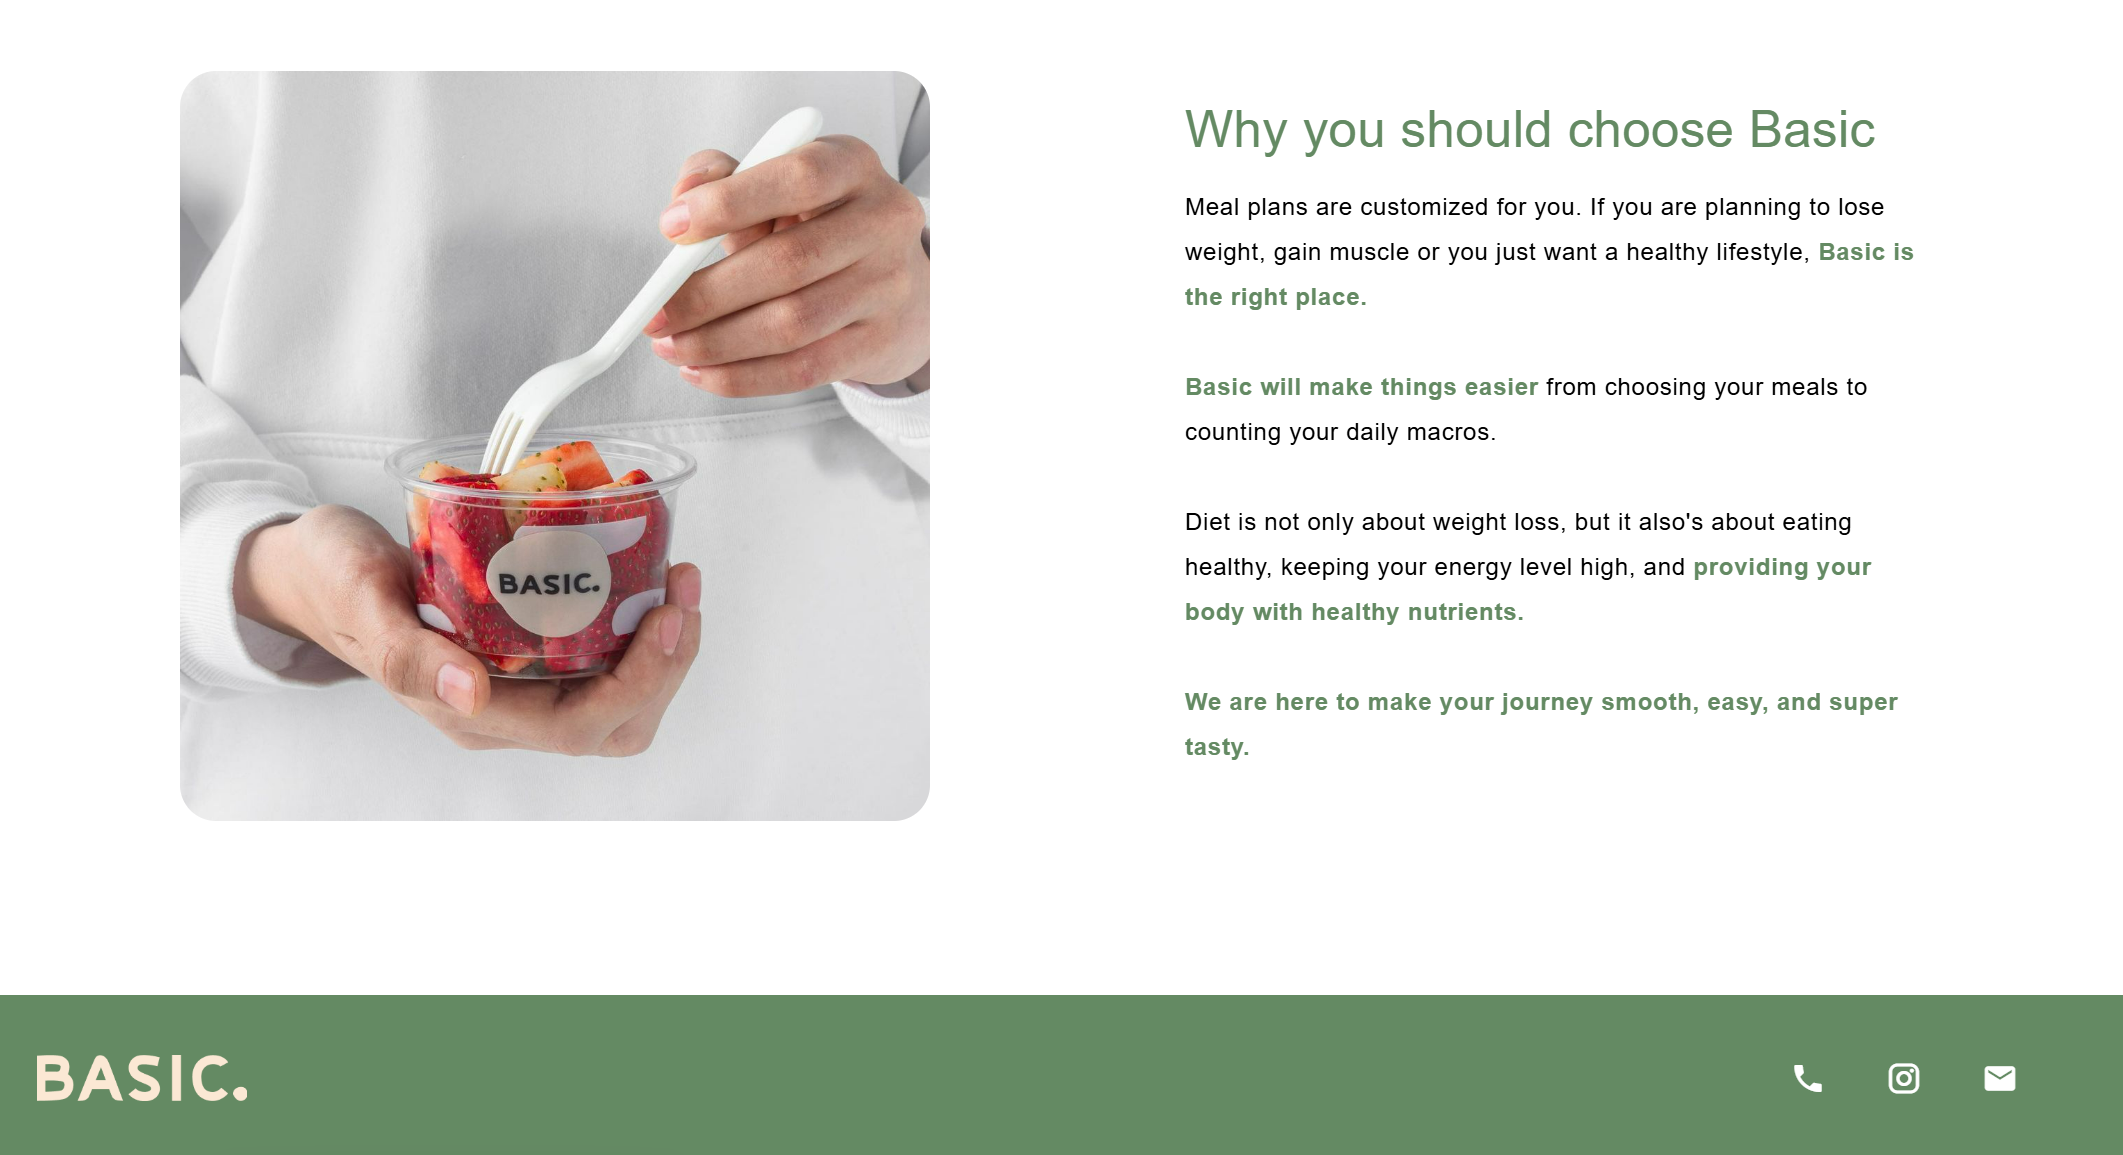 Why you should choose Basic
Meal plans are customized for you. If you are planning to lose
weight, gain muscle or you just want a healthy lifestyle, Basic is
the right place.
Basic will make things easier from choosing your meals to
counting your daily macros.
Diet is not only about weight loss, but it also's about eating
healthy, keeping your energy level high, and providing your
body with healthy nutrients.
We are here to make your journey smooth, easy, and super
tasty.
BASIC.
BASIC.